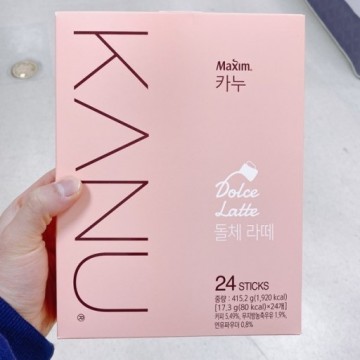 KANU®
Maxim.
카누
Dolce
Latte
돌체 라떼
24 STICKS
중량 : 415.2 g(1,920 kcal)
[17.3 g(80 kcal)×24개]
커피 5.49%, 무지방농축우유 1.9%,
연유파우더 0.8%